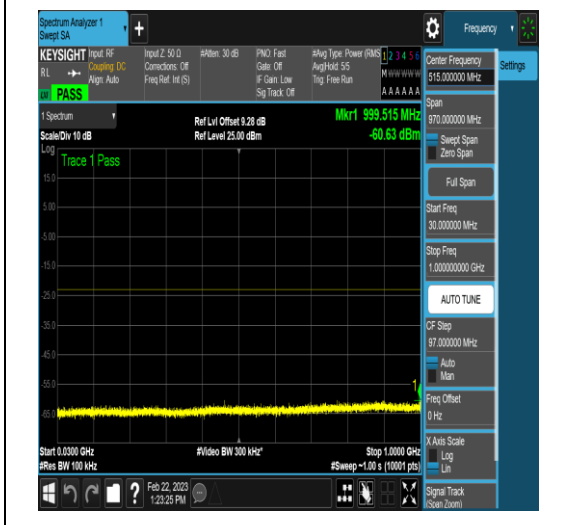 Spectrum Analyzer 1
Swept SA
+
Frequency
KEYSIGHT
RL
PASS
Input: RF
Coupling: DC
Align: Auto
Input Z: 50 Ω
Corrections: Off
Freq Ref: Int (S)
#Atten: 30 dB
PNO: Fast
Gate: Off
IF Gain: Low
Sig Track: Off
#Avg Type: Power (RMS
Avg|Hold: 5/5
Trig: Free Run
1 2 3 4 5 6
M W W W W W
A A A A A A
1 Spectrum
Scale/Div 10 dB
Log
Ref Lvl Offset 9.28 dB
Ref Level 25.00 dBm
Mkr1 999.515 MHz
-60.63 dBm
Trace 1 Pass
15.0
5.00
-5.00
-15.0
-25.0
-35.0
-45.0
-55.0
-65.0
1
Start 0.0300 GHz
#Res BW 100 kHz
#Video BW 300 kHz*
Stop 1.0000 GHz
#Sweep ~1.00 s (10001 pts)
?
Feb 22, 2023
1:23:25 PM
Center Frequency
515.000000 MHz
Settings
Span
970.000000 MHz
Swept Span
Zero Span
Full Span
Start Freq
30.000000 MHz
Stop Freq
1.000000000 GHz
AUTO TUNE
CF Step
97.000000 MHz
Auto
Man
Freq Offset
0 Hz
X Axis Scale
Log
Lin
Signal Track
(Span Zoom)